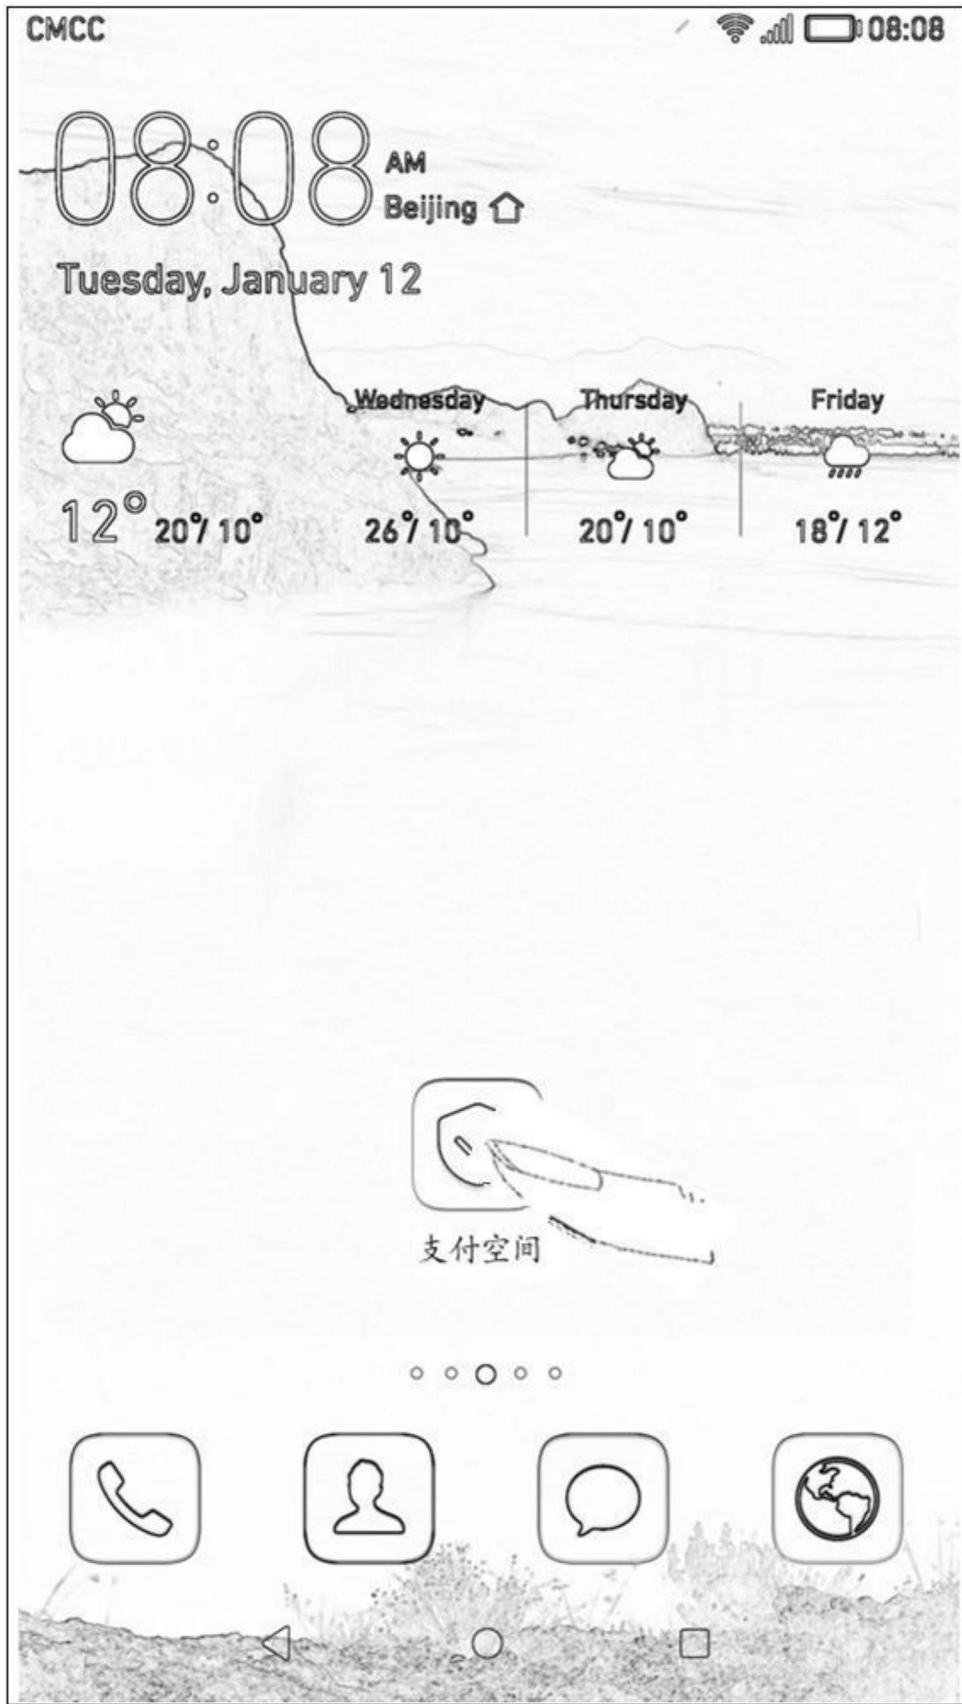 CMCC 08:08
08:08 AM
Beijing
Tuesday, January 12
Wednesday Thursday Friday
12° 20°/10° 26°/10° 20°/10° 18°/12°
支付空间